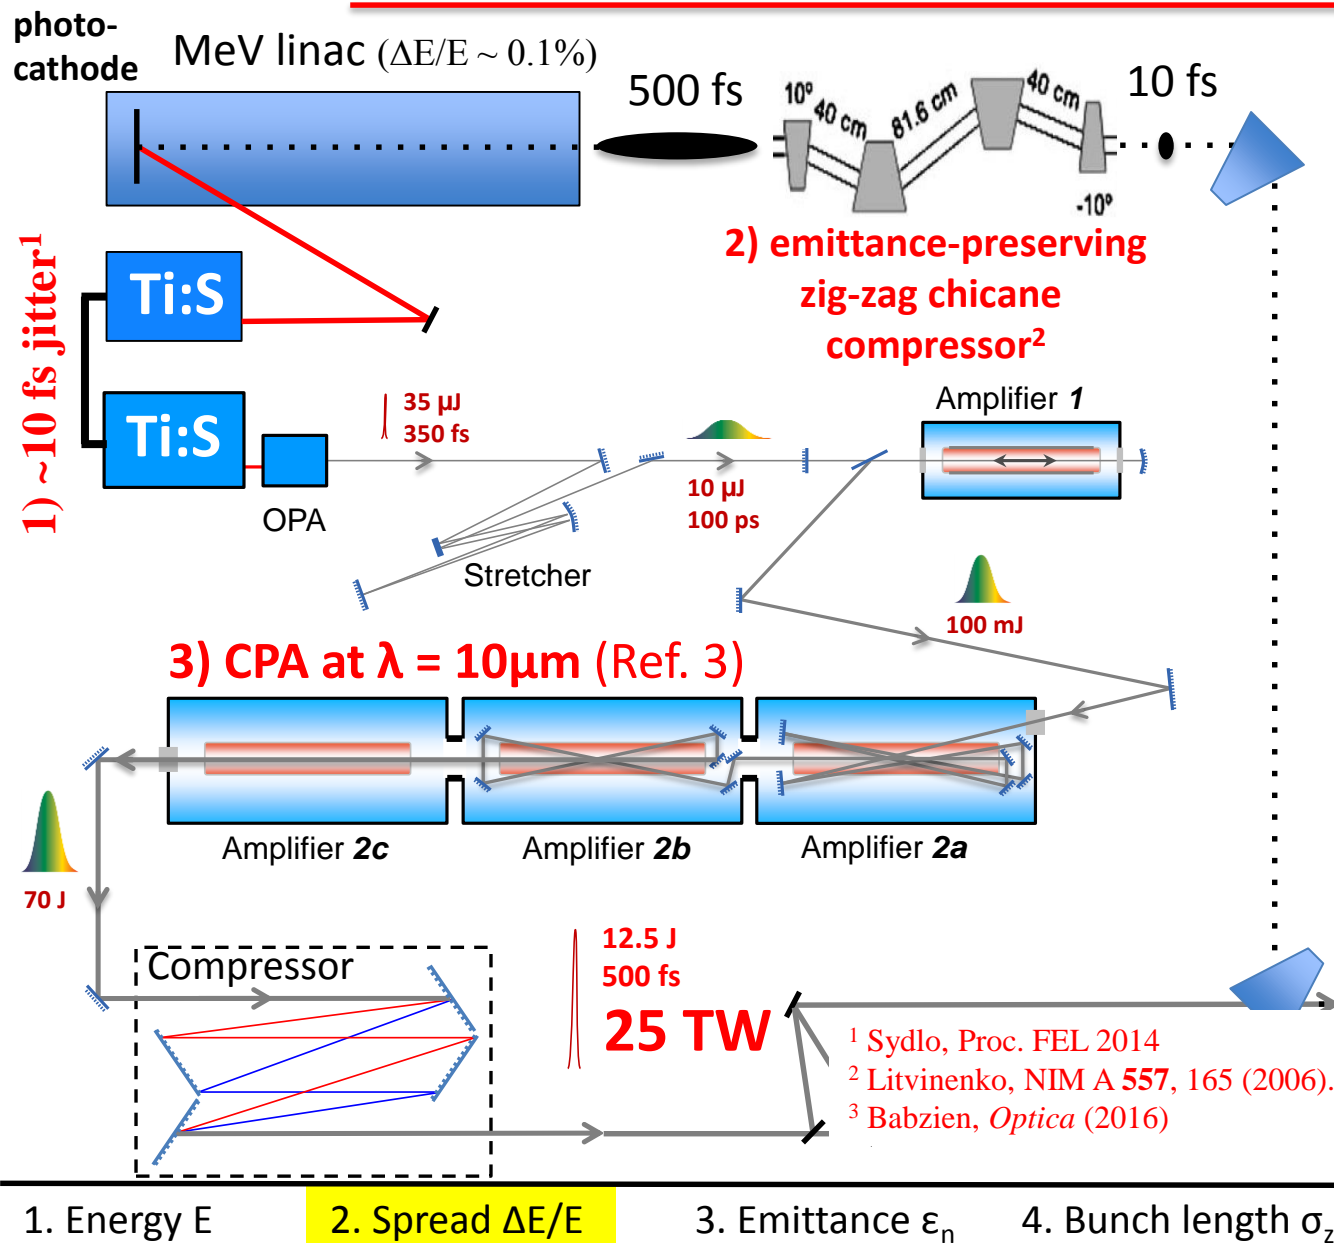 photo-
cathode
MeV linac (ΔE/E ~ 0.1%)
500 fs
10º
40 cm
81.6 cm
40 cm
-10º
10 fs
1) ~10 fs jitter¹
Ti:S
2) emittance-preserving
zig-zag chicane
compressor²
Ti:S
OPA
35 µJ
350 fs
Stretcher
10 µJ
100 ps
Amplifier 1
100 mJ
3) CPA at λ = 10µm (Ref. 3)
Amplifier 2c
Amplifier 2b
Amplifier 2a
70 J
Compressor
12.5 J
500 fs
25 TW
¹ Sydlo, Proc. FEL 2014
² Litvinenko, NIM A 557, 165 (2006).
³ Babzien, Optica (2016)
1. Energy E
2. Spread ΔE/E
3. Emittance εₙ
4. Bunch length σ_z